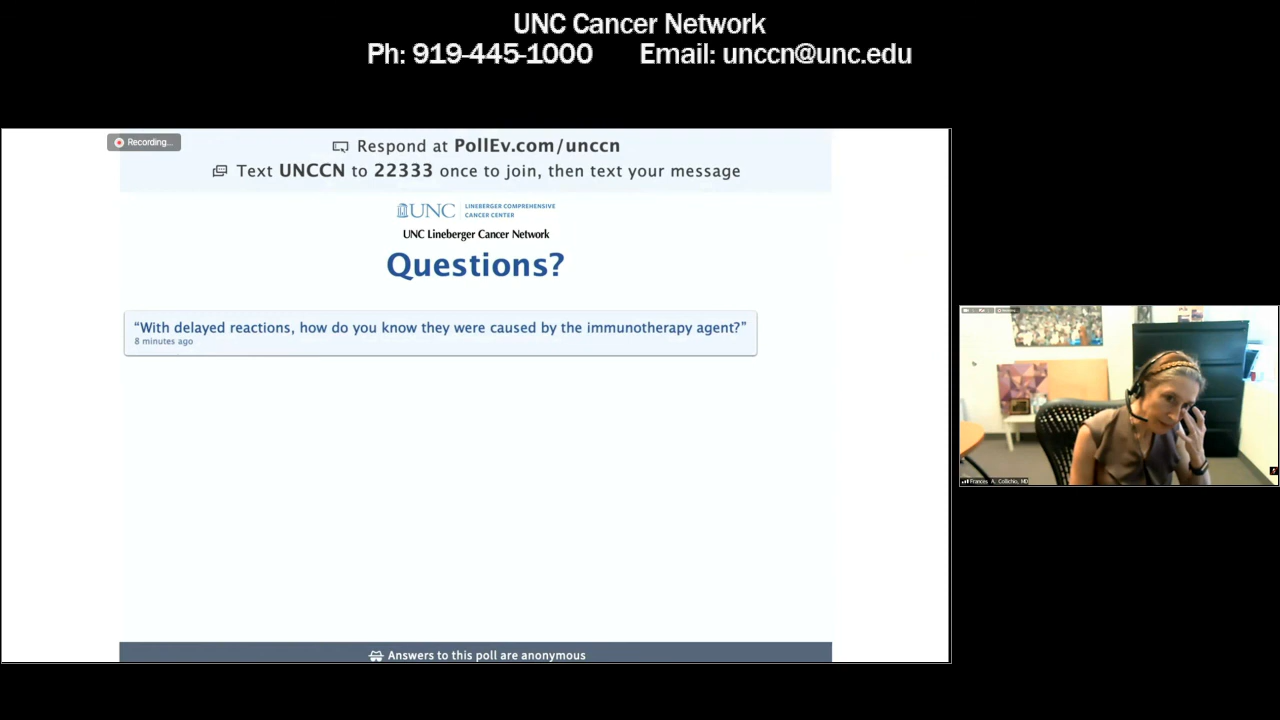 UNC Cancer Network
Ph: 919-445-1000 Email: unccn@unc.edu
Recording...
Respond at PollEv.com/unccn
Text UNCCN to 22333 once to join, then text your message
UNC LINEBERGER COMPREHENSIVE
CANCER CENTER
UNC Lineberger Cancer Network
Questions?
“With delayed reactions, how do you know they were caused by the immunotherapy agent?”
8 minutes ago
Frances A. Collichio, MD
Answers to this poll are anonymous